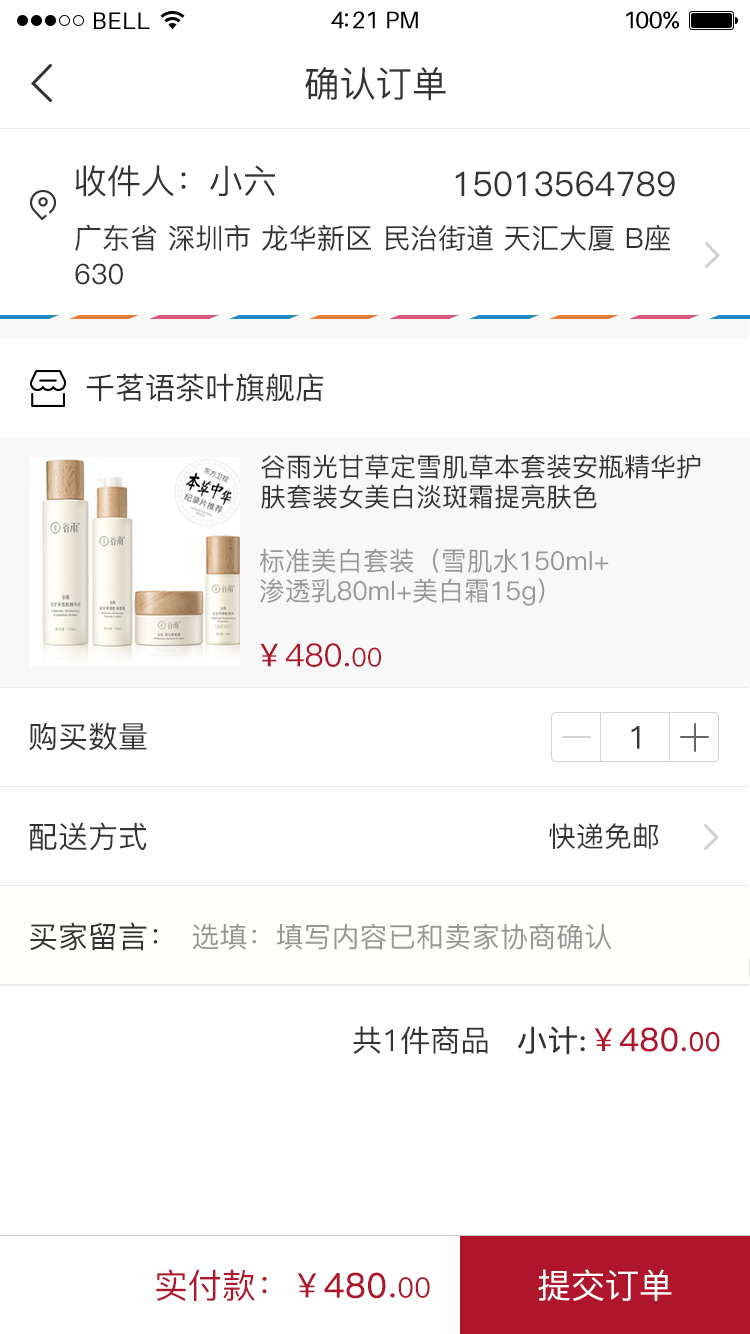 BELL
4:21 PM
100%
确认订单
收件人：小六
15013564789
广东省 深圳市 龙华新区 民治街道 天汇大厦 B座
630
千茗语茶叶旗舰店
东方卫视
本草中华
纪录片推荐
谷雨
谷雨
谷雨
谷雨
谷雨光甘草定雪肌草本套装安瓶精华护
肤套装女美白淡斑霜提亮肤色
标准美白套装（雪肌水150ml+
渗透乳80ml+美白霜15g）
¥480.00
购买数量
1
配送方式
快递免邮
买家留言：
选填：填写内容已和卖家协商确认
共1件商品 小计:¥480.00
实付款：¥480.00
提交订单